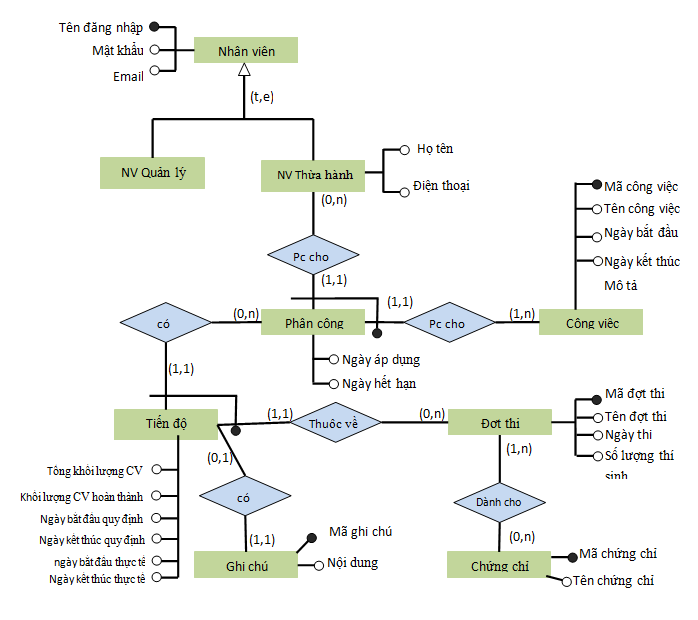 Tên đăng nhập
Mật khẩu
Email
Nhân viên
(t,e)
NV Quản lý
NV Thừa hành
Họ tên
Điện thoại
(0,n)
Pc cho
(1,1)
Mã công việc
Tên công việc
Ngày bắt đầu
Ngày kết thúc
Mô tả
có
(0,n)
Phân công
(1,1)
Pc cho
(1,n)
Công việc
Ngày áp dụng
Ngày hết hạn
(1,1)
Tiến độ
(1,1)
Thuôc về
(0,n)
Đơt thi
Mã đợt thi
Tên đợt thi
Ngày thi
Số lượng thí
sinh
(0,1)
(1,n)
Tông khối lượng CV
Khối lượng CV hoàn thành
Ngày bắt đầu quy định
Ngày kết thúc quy định
ngày bắt đầu thực tế
Ngày kết thúc thực tế
có
Dành cho
(1,1)
(0,n)
Mã ghi chú
Nội dung
Ghi chú
Chứng chỉ
Mã chứng chỉ
Tên chứng chỉ